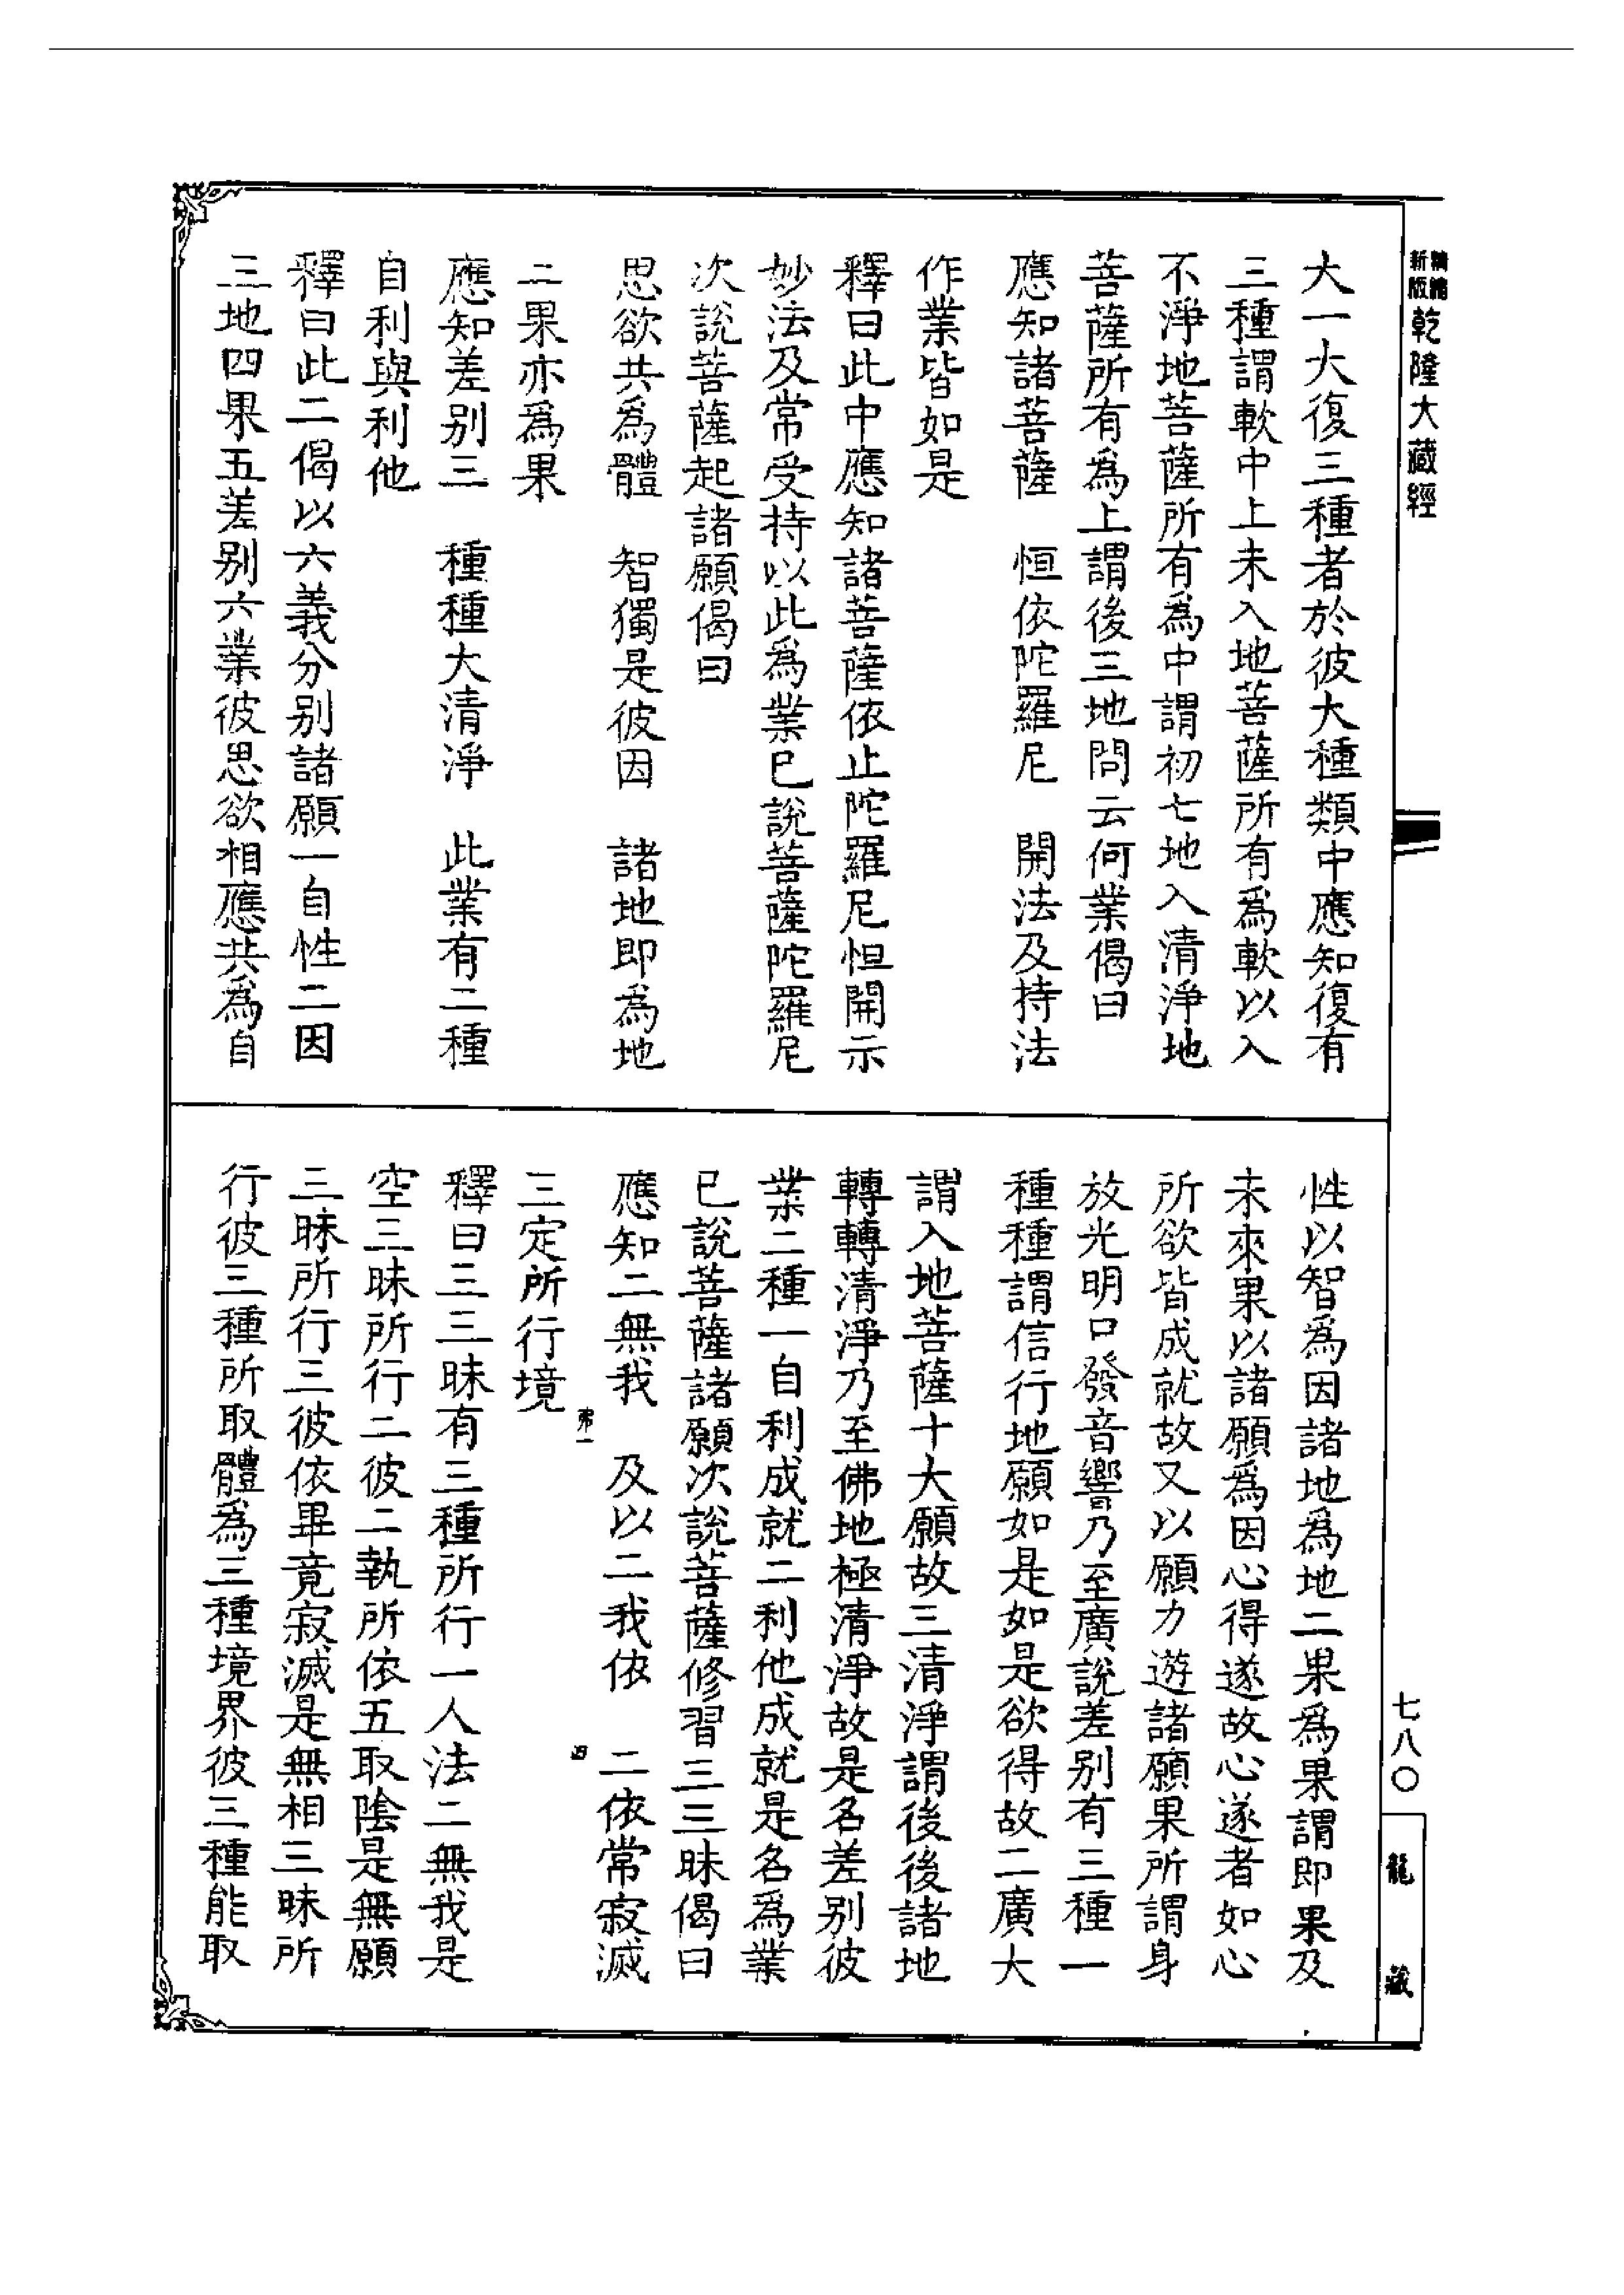 新版
乾隆大藏經
大一大復三種者於彼大種類中應知復有
三種謂軟中上未入地菩薩所有為軟以入
不淨地菩薩所有為中謂初七地入清淨地
菩薩所有為上謂後三地問云何業偈曰
應知諸菩薩　恒依陀羅尼　開法及持法
作業皆如是
釋曰此中應知諸菩薩依止陀羅尼恒開示
妙法及常受持以此為業已說菩薩陀羅尼
次說菩薩起諸願偈曰
思欲共為體　智獨是彼因　諸地即為地
二果亦為果
應知差別三　種種大清淨　此業有二種
自利與利他
釋曰此二偈以六義分別諸願一自性二因
三地四果五差別六業彼思欲相應共為自
性以智為因諸地為地二果為果謂即果及
未來果以諸願為因心得遂故心遂者如心
所欲皆成就故又以願力遊諸願果所謂身
放光明口發音響乃至廣說差別有三種一
種種謂信行地願如是如是欲得故二廣大
謂入地菩薩十大願故三清淨謂後後諸地
轉轉清淨乃至佛地極清淨故是名差別彼
業二種一自利成就二利他成就是名為業
已說菩薩諸願次說菩薩修習三三昧偈曰
應知二無我　及以二我依　二依常寂滅
三定所行境
釋曰三三昧有三種所行一人法二無我是
空三昧所行二彼二執所依五取陰是無願
三昧所行三彼依畢竟寂滅是無相三昧所
行彼三種所取體為三種境界彼三種能取
七八〇
龍藏